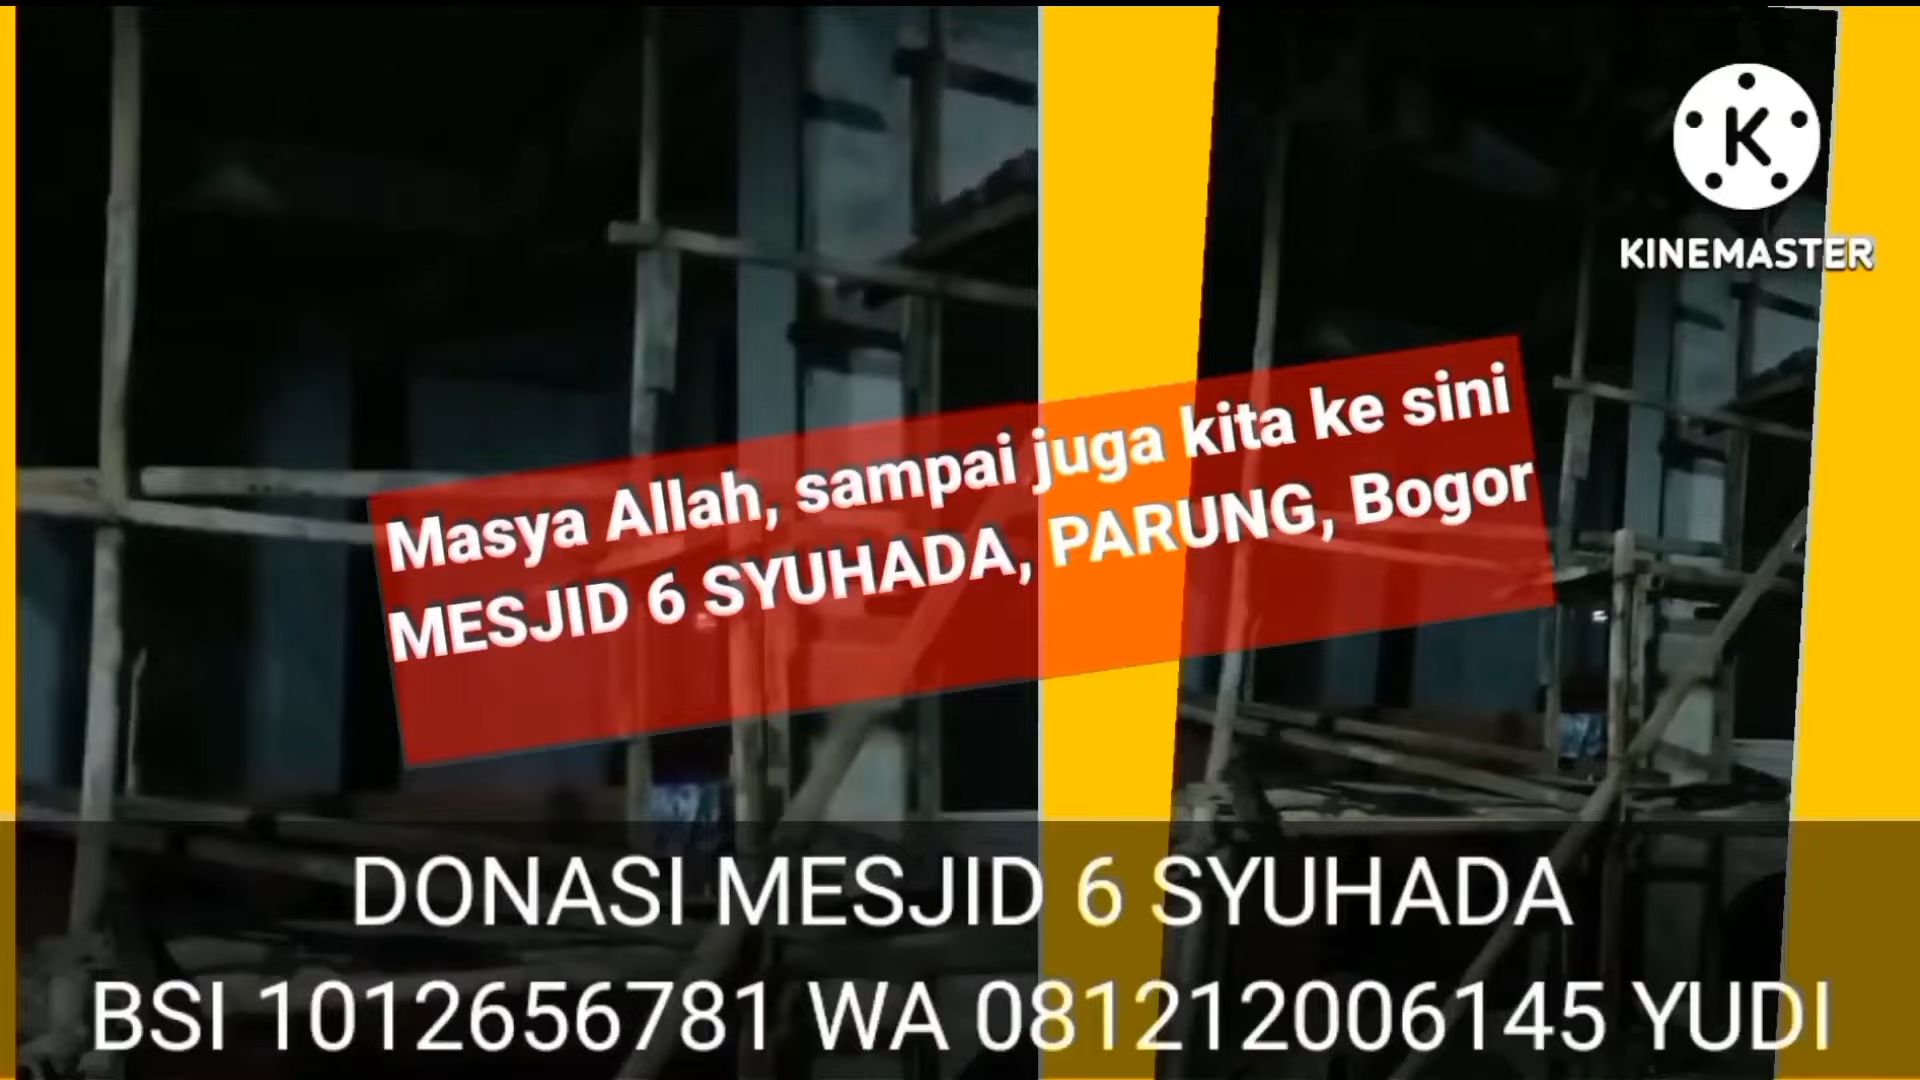 KINEMASTER
Masya Allah, sampai juga kita ke sini
MESJID 6 SYUHADA, PARUNG, Bogor
DONASI MESJID 6 SYUHADA
BSI 1012656781 WA 081212006145 YUDI